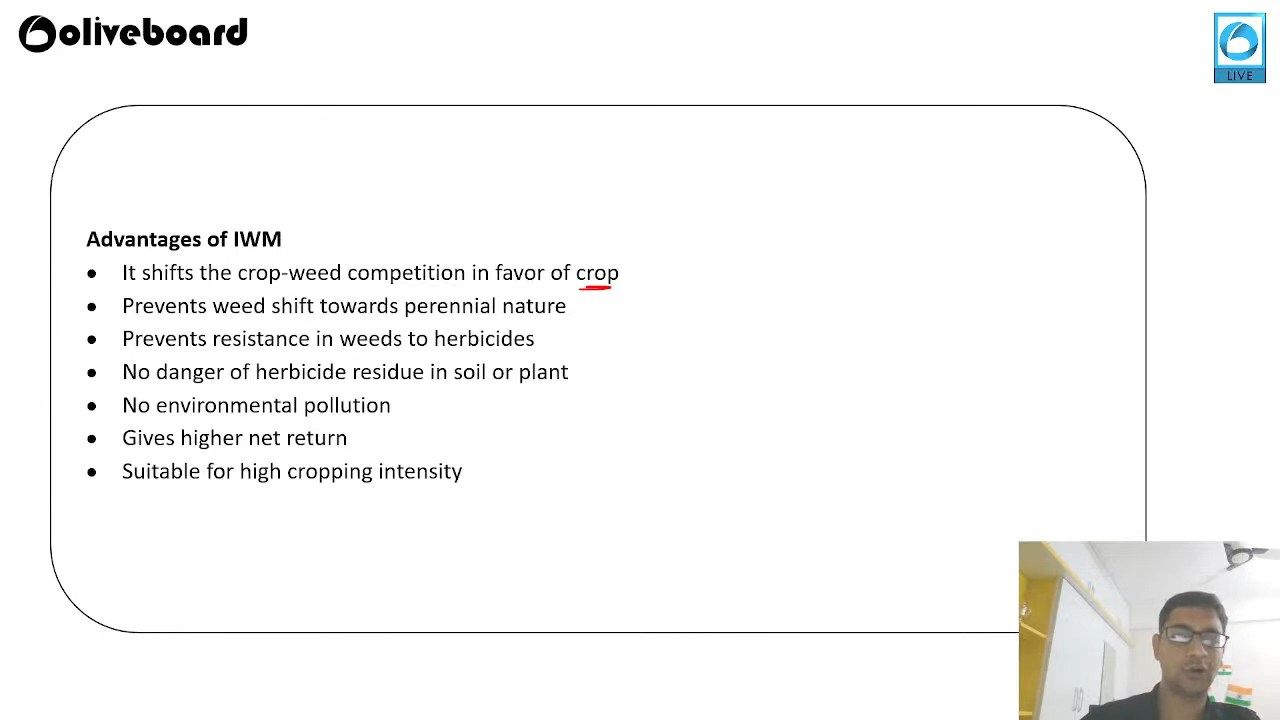 oliveboard
LIVE
Advantages of IWM
• It shifts the crop-weed competition in favor of crop
• Prevents weed shift towards perennial nature
• Prevents resistance in weeds to herbicides
• No danger of herbicide residue in soil or plant
• No environmental pollution
• Gives higher net return
• Suitable for high cropping intensity